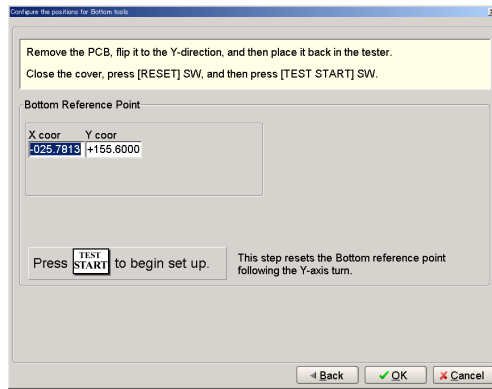 Configure the positions for Bottom tools
Remove the PCB, flip it to the Y-direction, and then place it back in the tester.
Close the cover, press [RESET] SW, and then press [TEST START] SW.
Bottom Reference Point
X coor Y coor
-025.7813 +155.6000
Press TEST START to begin set up.
This step resets the Bottom reference point
following the Y-axis turn.
Back OK Cancel